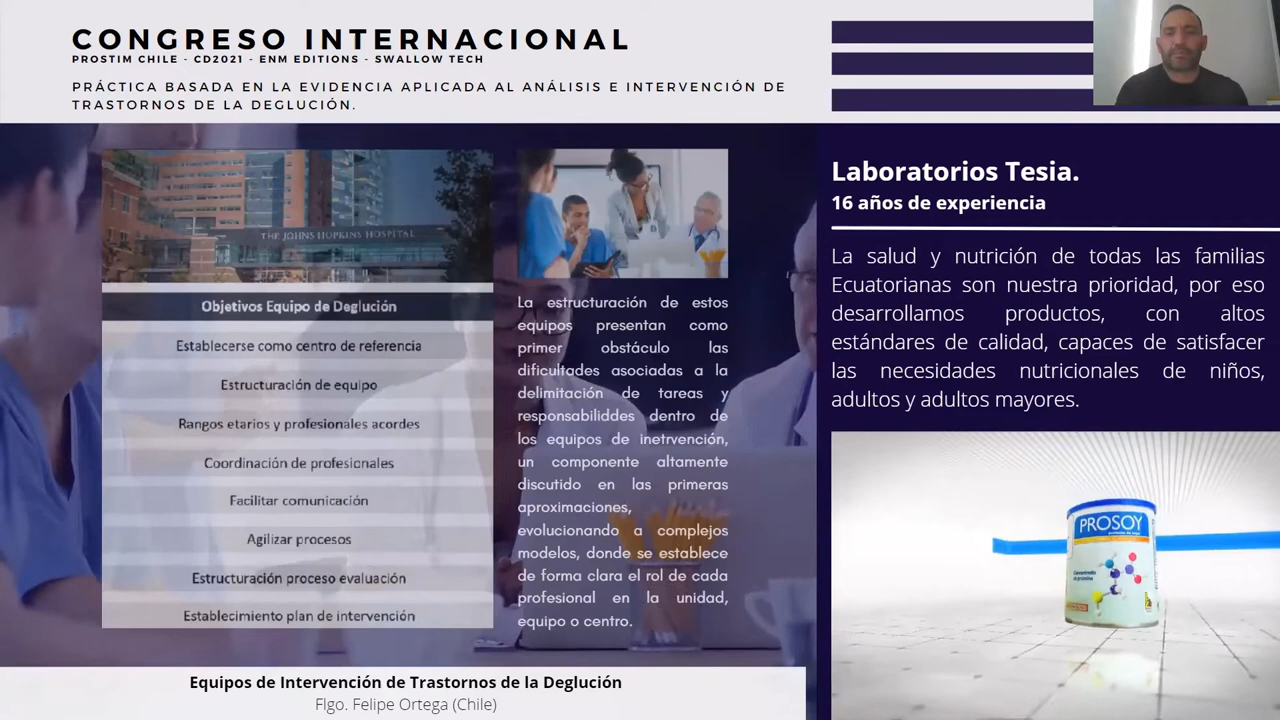 CONGRESO INTERNACIONAL
PROSTIM CHILE - CD2021 - ENM EDITIONS - SWALLOW TECH
PRÁCTICA BASADA EN LA EVIDENCIA APLICADA AL ANÁLISIS E INTERVENCIÓN DE
TRASTORNOS DE LA DEGLUCIÓN.
THE JOHNS HOPKINS HOSPITAL
Objetivos Equipo de Deglución
Establecerse como centro de referencia
Estructuración de equipo
Rangos etarios y profesionales acordes
Coordinación de profesionales
Facilitar comunicación
Agilizar procesos
Estructuración proceso evaluación
Establecimiento plan de intervención
La estructuración de estos
equipos presentan como
primer obstáculo las
dificultades asociadas a la
delimitación de tareas y
responsabiliddes dentro de
los equipos de inetrvención,
un componente altamente
discutido en las primeras
aproximaciones,
evolucionando a complejos
modelos, donde se establece
de forma clara el rol de cada
profesional en la unidad,
equipo o centro.
Equipos de Intervención de Trastornos de la Deglución
Flgo. Felipe Ortega (Chile)
Laboratorios Tesia.
16 años de experiencia
La salud y nutrición de todas las familias
Ecuatorianas son nuestra prioridad, por eso
desarrollamos productos, con altos
estándares de calidad, capaces de satisfacer
las necesidades nutricionales de niños,
adultos y adultos mayores.
PROSOY